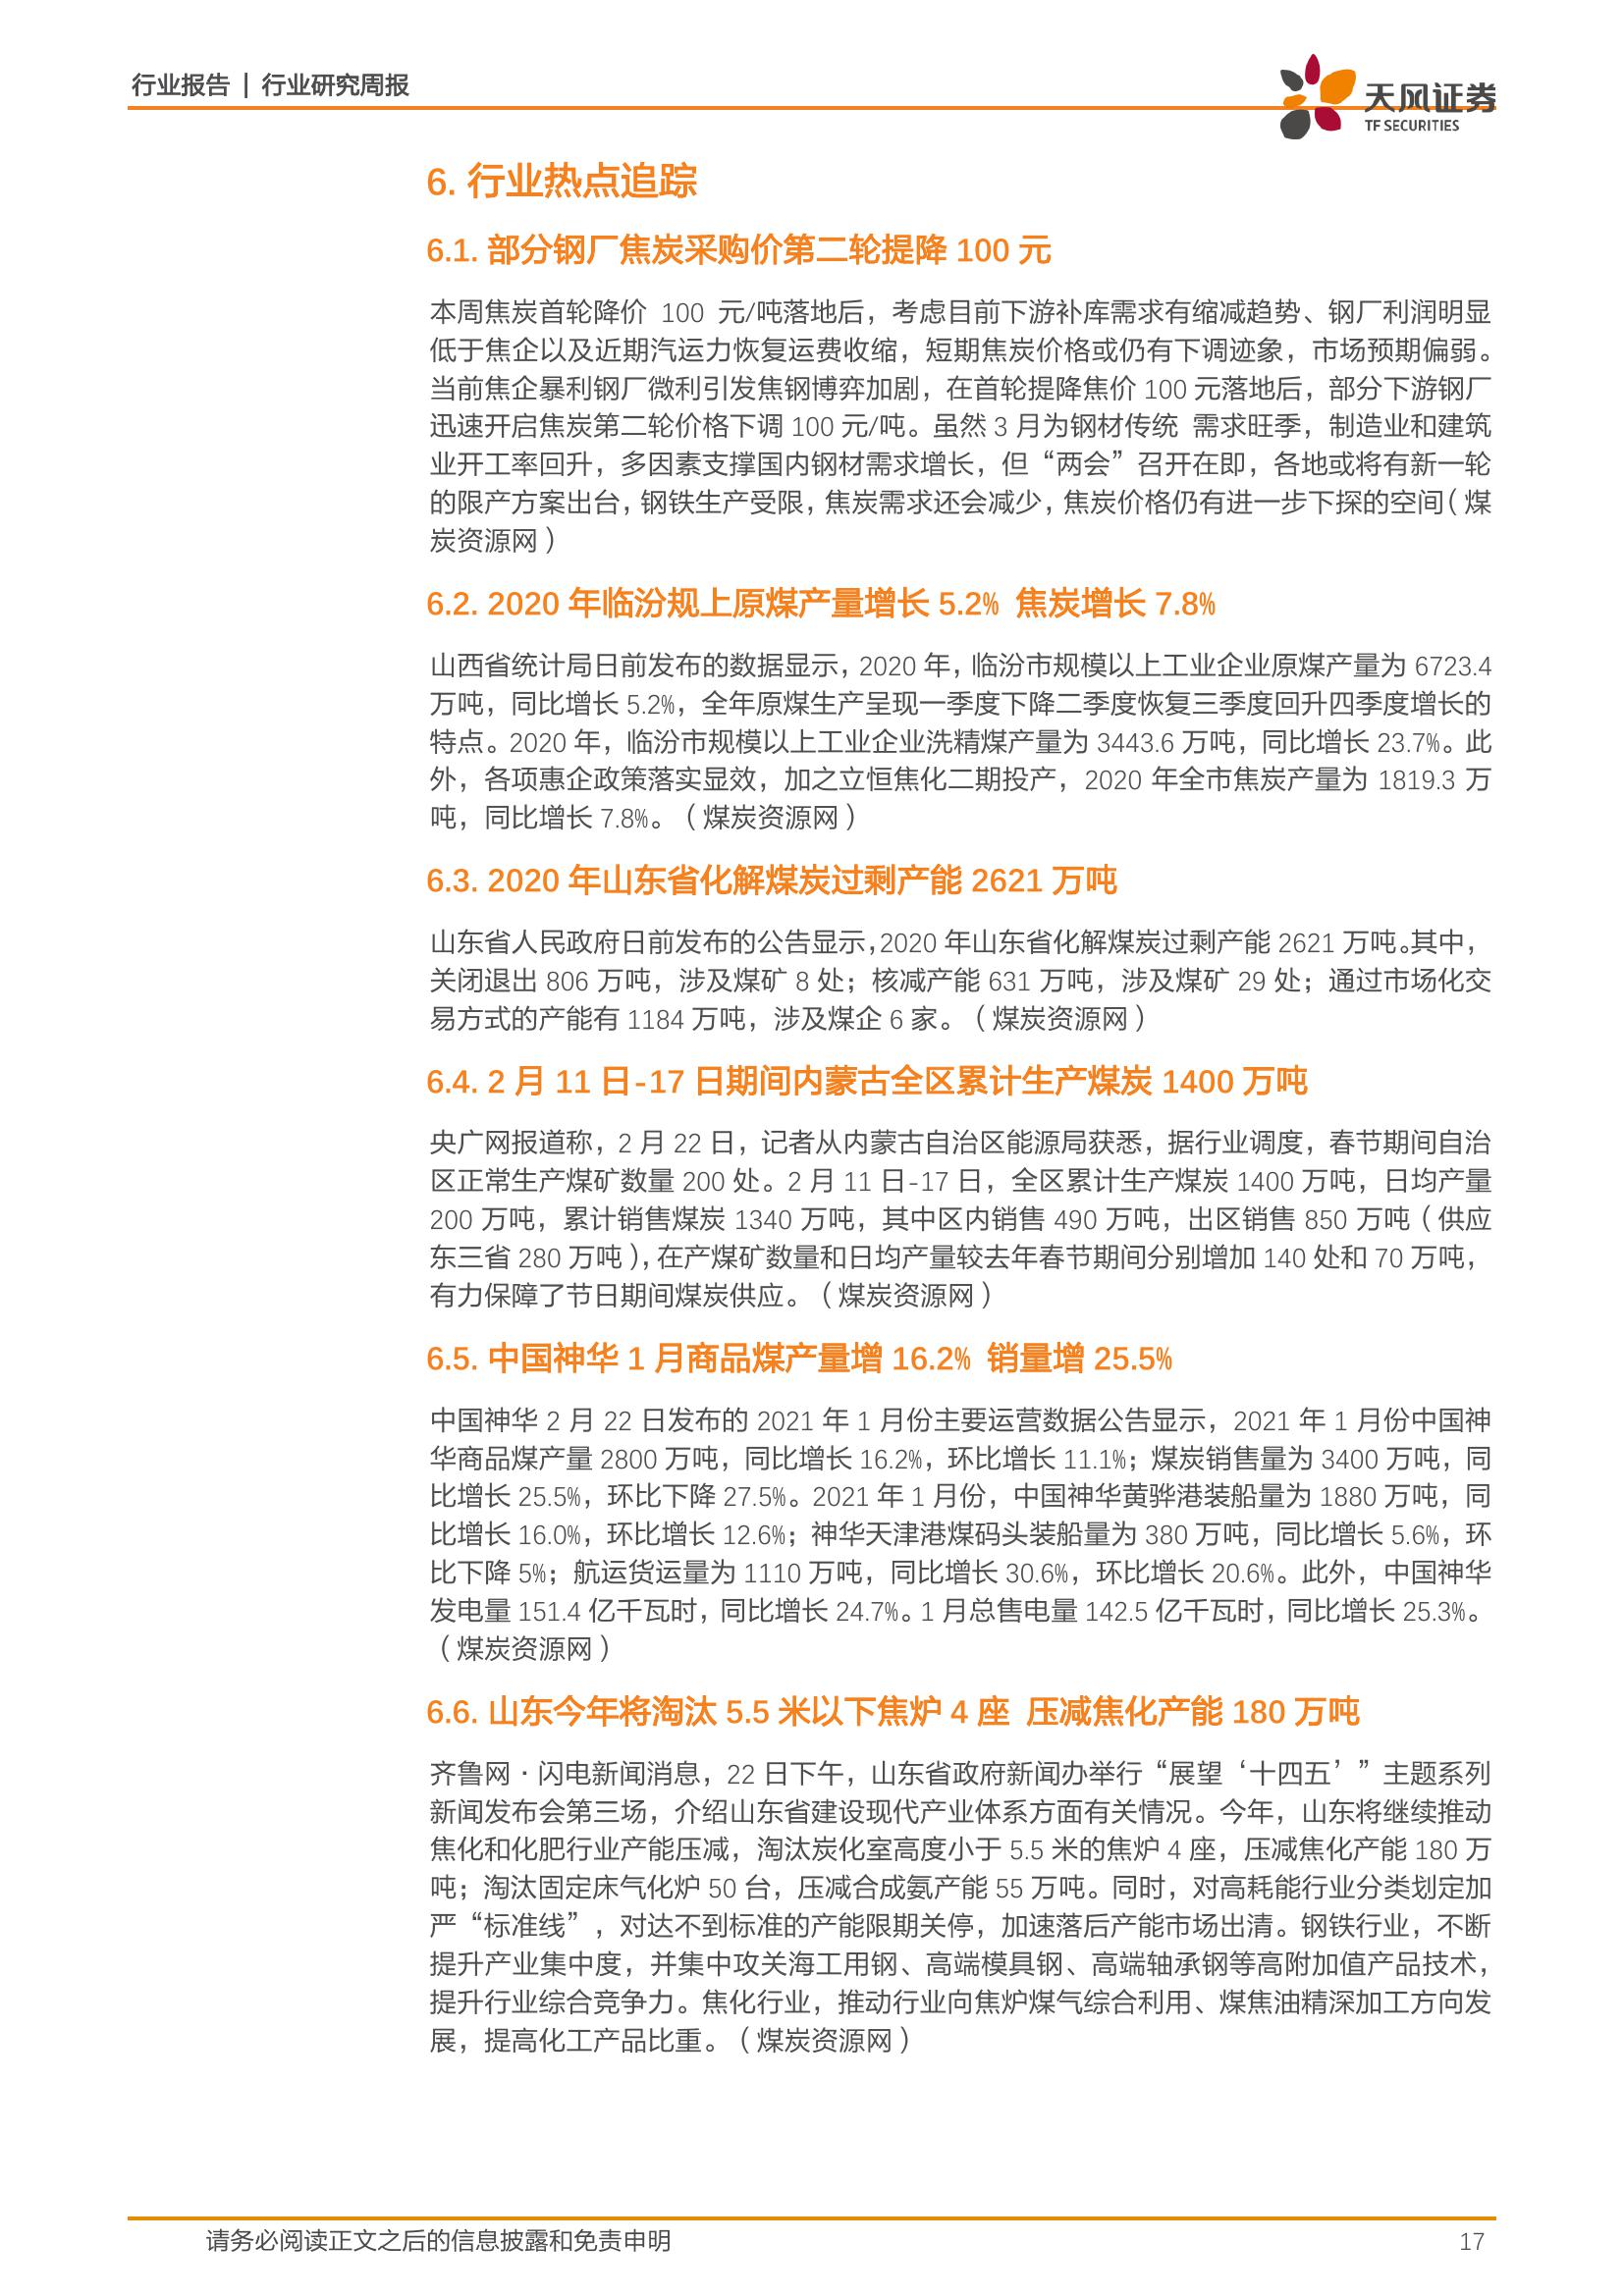 行业报告 | 行业研究周报
天风证券
TF SECURITIES
6. 行业热点追踪
6.1. 部分钢厂焦炭采购价第二轮提降 100 元
本周焦炭首轮降价 100 元/吨落地后，考虑目前下游补库需求有缩减趋势、钢厂利润明显
低于焦企以及近期汽运力恢复运费收缩，短期焦炭价格或仍有下调迹象，市场预期偏弱。
当前焦企暴利钢厂微利引发焦钢博弈加剧，在首轮提降焦价 100 元落地后，部分下游钢厂
迅速开启焦炭第二轮价格下调 100 元/吨。虽然 3 月为钢材传统 需求旺季，制造业和建筑
业开工率回升，多因素支撑国内钢材需求增长，但“两会”召开在即，各地或将有新一轮
的限产方案出台，钢铁生产受限，焦炭需求还会减少，焦炭价格仍有进一步下探的空间（煤
炭资源网）
6.2. 2020 年临汾规上原煤产量增长 5.2% 焦炭增长 7.8%
山西省统计局日前发布的数据显示，2020 年，临汾市规模以上工业企业原煤产量为 6723.4
万吨，同比增长 5.2%，全年原煤生产呈现一季度下降二季度恢复三季度回升四季度增长的
特点。2020 年，临汾市规模以上工业企业洗精煤产量为 3443.6 万吨，同比增长 23.7%。此
外，各项惠企政策落实显效，加之立恒焦化二期投产，2020 年全市焦炭产量为 1819.3 万
吨，同比增长 7.8%。（煤炭资源网）
6.3. 2020 年山东省化解煤炭过剩产能 2621 万吨
山东省人民政府日前发布的公告显示，2020 年山东省化解煤炭过剩产能 2621 万吨。其中，
关闭退出 806 万吨，涉及煤矿 8 处；核减产能 631 万吨，涉及煤矿 29 处；通过市场化交
易方式的产能有 1184 万吨，涉及煤企 6 家。（煤炭资源网）
6.4. 2 月 11 日-17 日期间内蒙古全区累计生产煤炭 1400 万吨
央广网报道称，2 月 22 日，记者从内蒙古自治区能源局获悉，据行业调度，春节期间自治
区正常生产煤矿数量 200 处。2 月 11 日-17 日，全区累计生产煤炭 1400 万吨，日均产量
200 万吨，累计销售煤炭 1340 万吨，其中区内销售 490 万吨，出区销售 850 万吨（供应
东三省 280 万吨），在产煤矿数量和日均产量较去年春节期间分别增加 140 处和 70 万吨，
有力保障了节日期间煤炭供应。（煤炭资源网）
6.5. 中国神华 1 月商品煤产量增 16.2% 销量增 25.5%
中国神华 2 月 22 日发布的 2021 年 1 月份主要运营数据公告显示，2021 年 1 月份中国神
华商品煤产量 2800 万吨，同比增长 16.2%，环比增长 11.1%；煤炭销售量为 3400 万吨，同
比增长 25.5%，环比下降 27.5%。2021 年 1 月份，中国神华黄骅港装船量为 1880 万吨，同
比增长 16.0%，环比增长 12.6%；神华天津港煤码头装船量为 380 万吨，同比增长 5.6%，环
比下降 5%；航运货运量为 1110 万吨，同比增长 30.6%，环比增长 20.6%。此外，中国神华
发电量 151.4 亿千瓦时，同比增长 24.7%。1 月总售电量 142.5 亿千瓦时，同比增长 25.3%。
（煤炭资源网）
6.6. 山东今年将淘汰 5.5 米以下焦炉 4 座 压减焦化产能 180 万吨
齐鲁网·闪电新闻消息，22 日下午，山东省政府新闻办举行“展望‘十四五’”主题系列
新闻发布会第三场，介绍山东省建设现代产业体系方面有关情况。今年，山东将继续推动
焦化和化肥行业产能压减，淘汰炭化室高度小于 5.5 米的焦炉 4 座，压减焦化产能 180 万
吨；淘汰固定床气化炉 50 台，压减合成氨产能 55 万吨。同时，对高耗能行业分类划定加
严“标准线”，对达不到标准的产能限期关停，加速落后产能市场出清。钢铁行业，不断
提升产业集中度，并集中攻关海工用钢、高端模具钢、高端轴承钢等高附加值产品技术，
提升行业综合竞争力。焦化行业，推动行业向焦炉煤气综合利用、煤焦油精深加工方向发
展，提高化工产品比重。（煤炭资源网）
请务必阅读正文之后的信息披露和免责申明
17